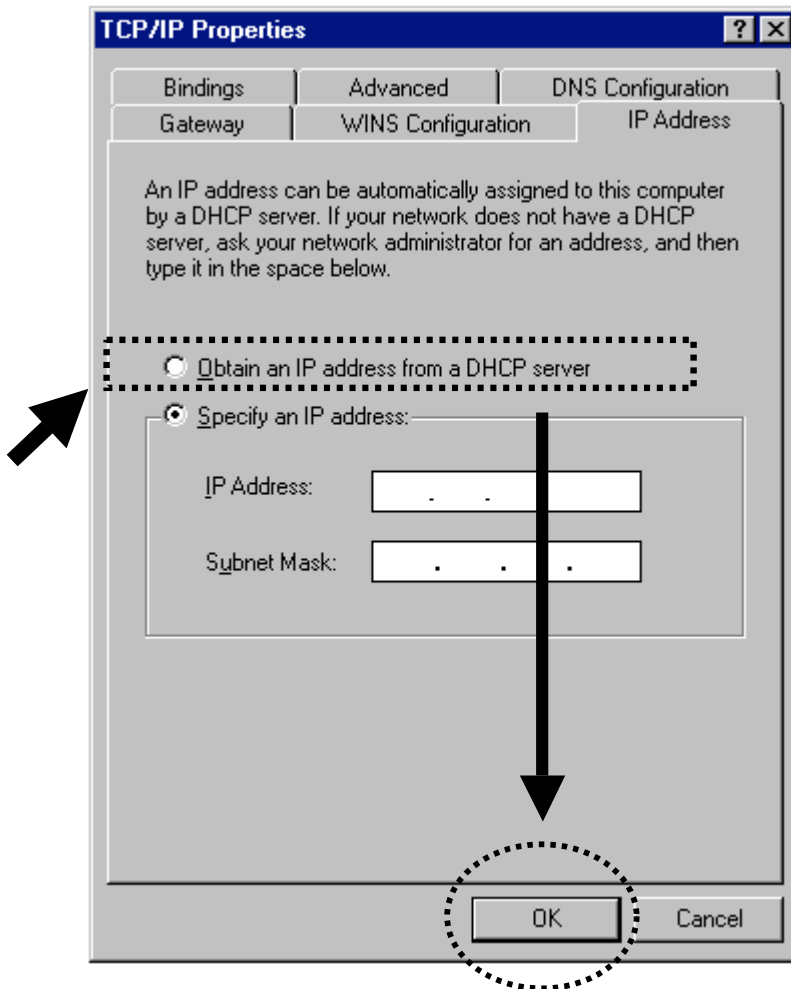 TCP/IP Properties
Bindings Advanced DNS Configuration
Gateway WINS Configuration IP Address
An IP address can be automatically assigned to this computer
by a DHCP server. If your network does not have a DHCP
server, ask your network administrator for an address, and then
type it in the space below.
Obtain an IP address from a DHCP server
Specify an IP address:
IP Address: . .
Subnet Mask: . . .
OK Cancel